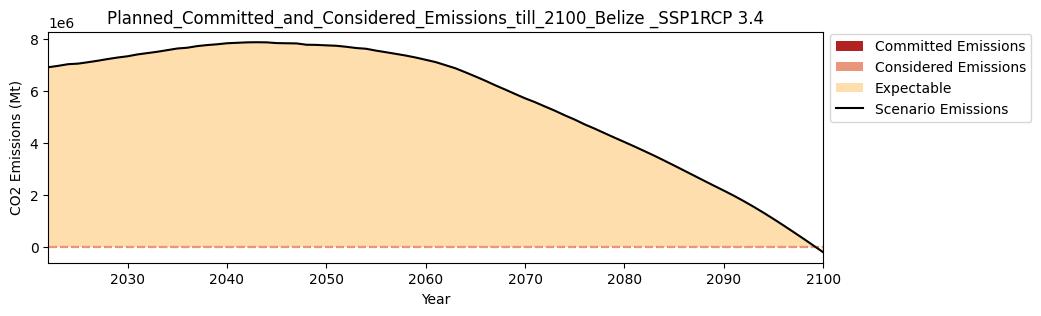 Planned_Committed_and_Considered_Emissions_till_2100_Belize _SSP1RCP 3.4
1e6
8
6
4
2
0
CO2 Emissions (Mt)
2030 2040 2050 2060 2070 2080 2090 2100
Year
Committed Emissions
Considered Emissions
Expectable
Scenario Emissions